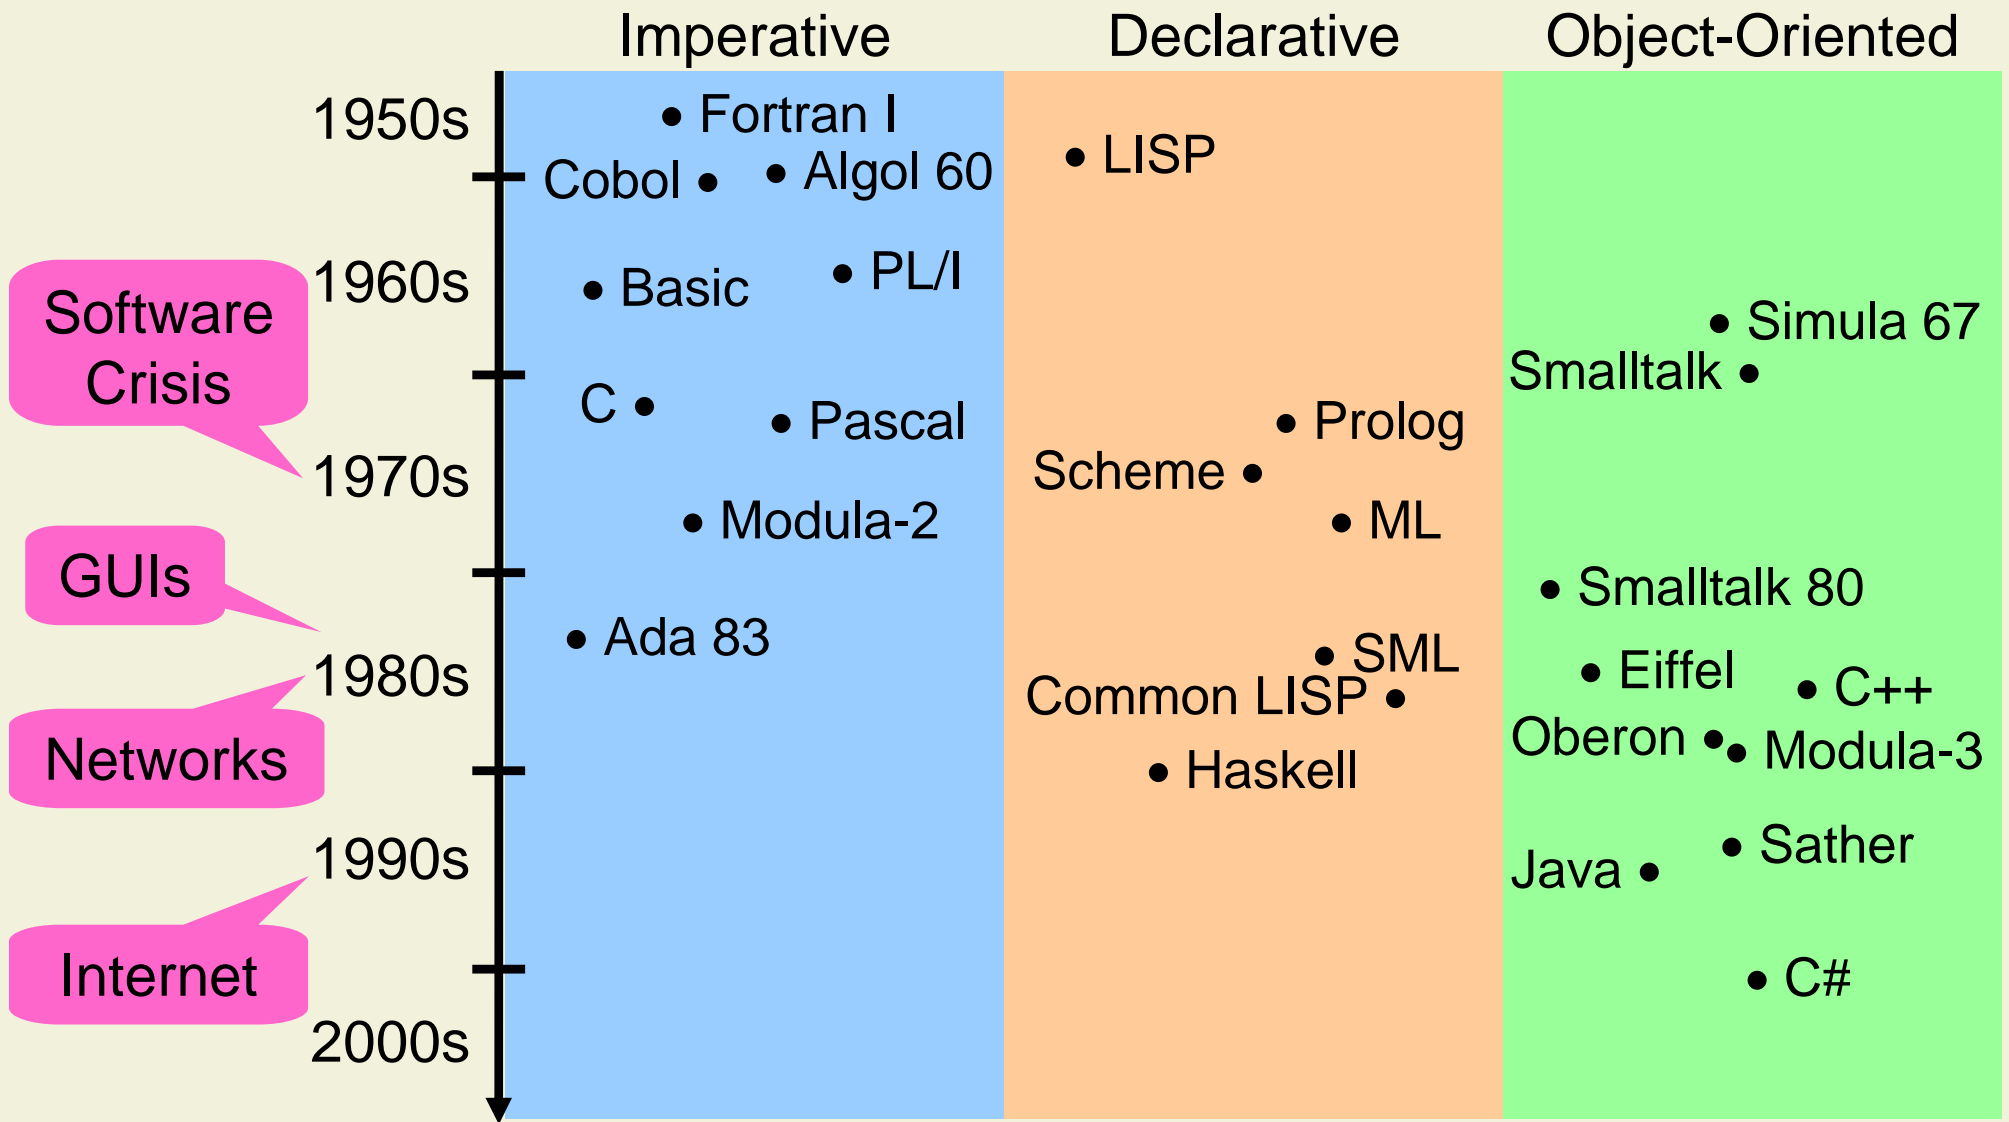 Imperative
Declarative
Object-Oriented
1950s
Fortran I
LISP
Cobol
Algol 60
1960s
Basic
PL/I
Software
Crisis
Simula 67
Smalltalk
C
Pascal
Prolog
1970s
Scheme
Modula-2
ML
GUIs
Smalltalk 80
Ada 83
SML
1980s
Eiffel
C++
Common LISP
Networks
Oberon
Modula-3
Haskell
1990s
Sather
Java
Internet
C#
2000s